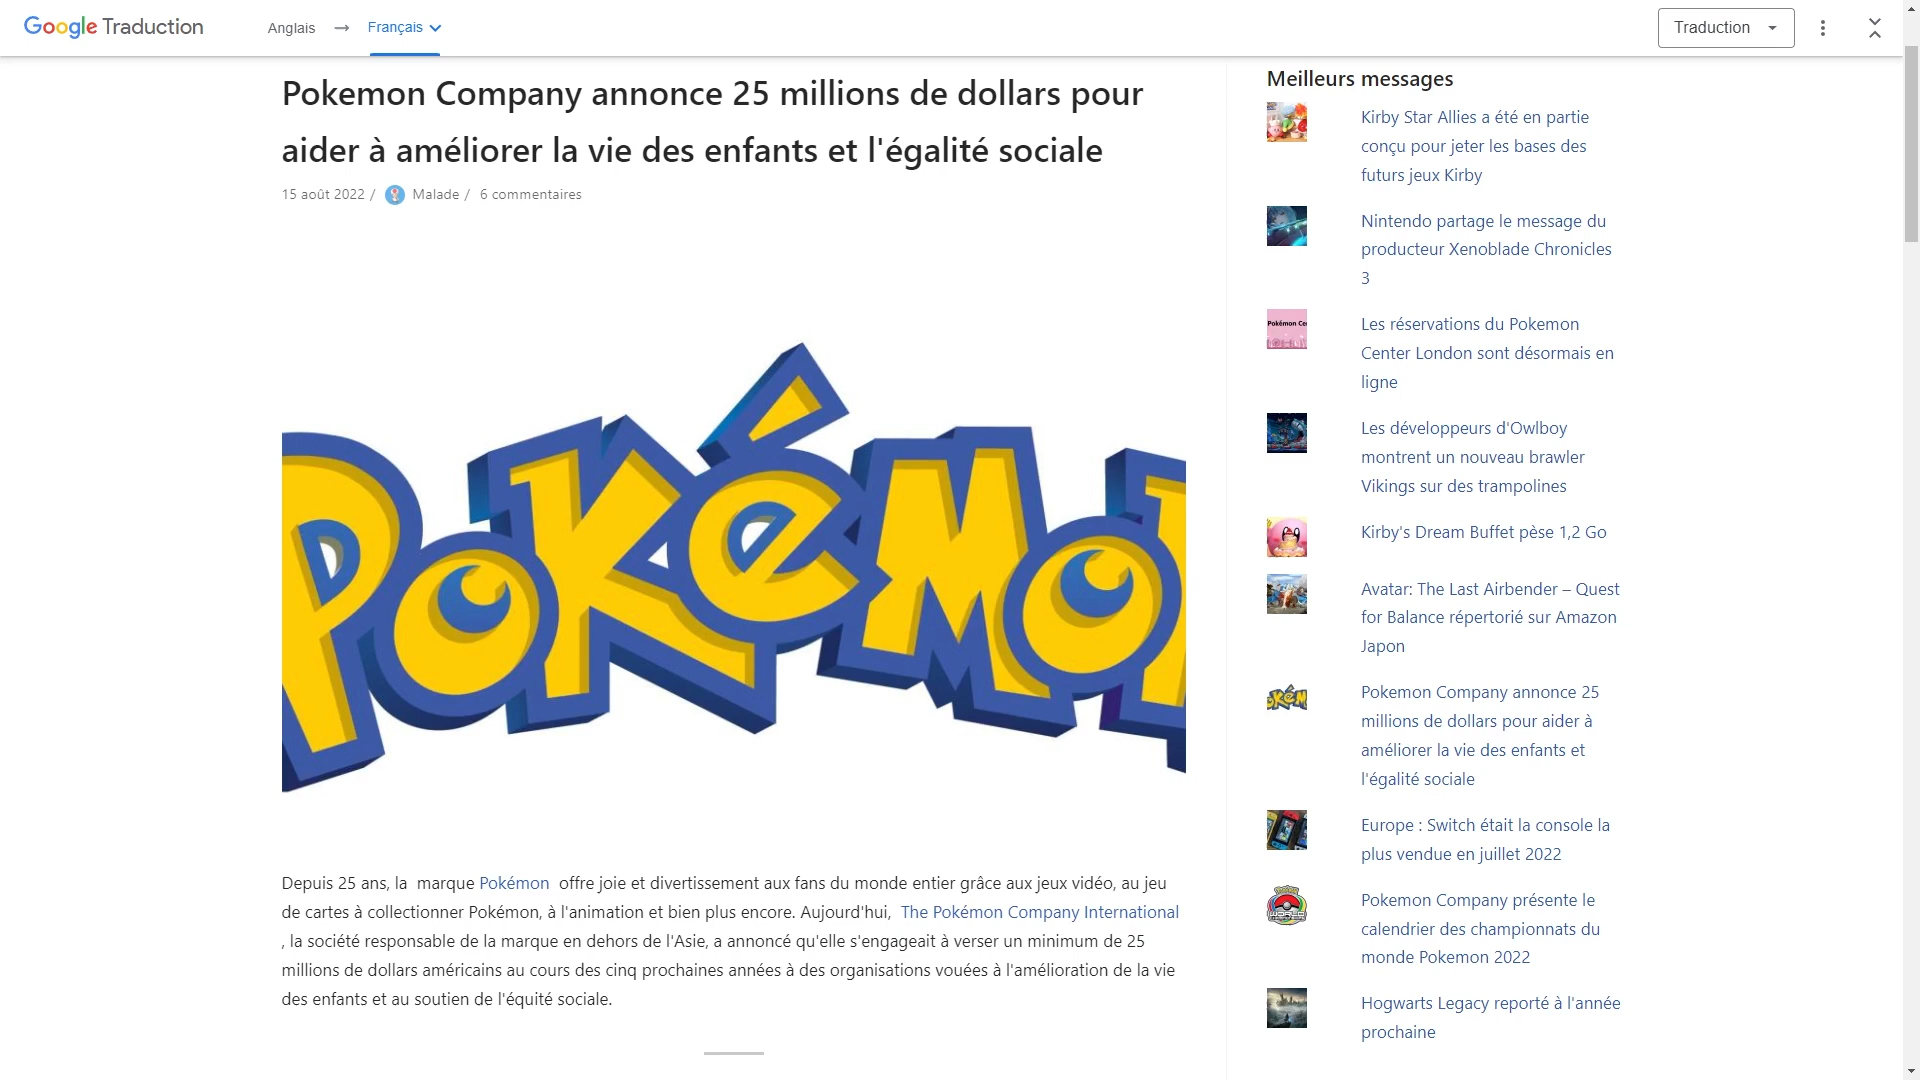 Google Traduction
Anglais → Français
Traduction
Pokemon Company annonce 25 millions de dollars pour
aider à améliorer la vie des enfants et l'égalité sociale
15 août 2022 / Malade / 6 commentaires
POKéMON
Depuis 25 ans, la marque Pokémon offre joie et divertissement aux fans du monde entier grâce aux jeux vidéo, au jeu
de cartes à collectionner Pokémon, à l'animation et bien plus encore. Aujourd'hui, The Pokémon Company International
, la société responsable de la marque en dehors de l'Asie, a annoncé qu'elle s'engageait à verser un minimum de 25
millions de dollars américains au cours des cinq prochaines années à des organisations vouées à l'amélioration de la vie
des enfants et au soutien de l'équité sociale.
Meilleurs messages
Kirby Star Allies a été en partie
conçu pour jeter les bases des
futurs jeux Kirby
Nintendo partage le message du
producteur Xenoblade Chronicles
3
Pokémon Cen
Les réservations du Pokemon
Center London sont désormais en
ligne
Les développeurs d'Owlboy
montrent un nouveau brawler
Vikings sur des trampolines
Kirby's Dream Buffet pèse 1,2 Go
Avatar: The Last Airbender – Quest
for Balance répertorié sur Amazon
Japon
OKéM
Pokemon Company annonce 25
millions de dollars pour aider à
améliorer la vie des enfants et
l'égalité sociale
Europe : Switch était la console la
plus vendue en juillet 2022
WORLD
Pokemon Company présente le
calendrier des championnats du
monde Pokemon 2022
Hogwarts Legacy reporté à l'année
prochaine